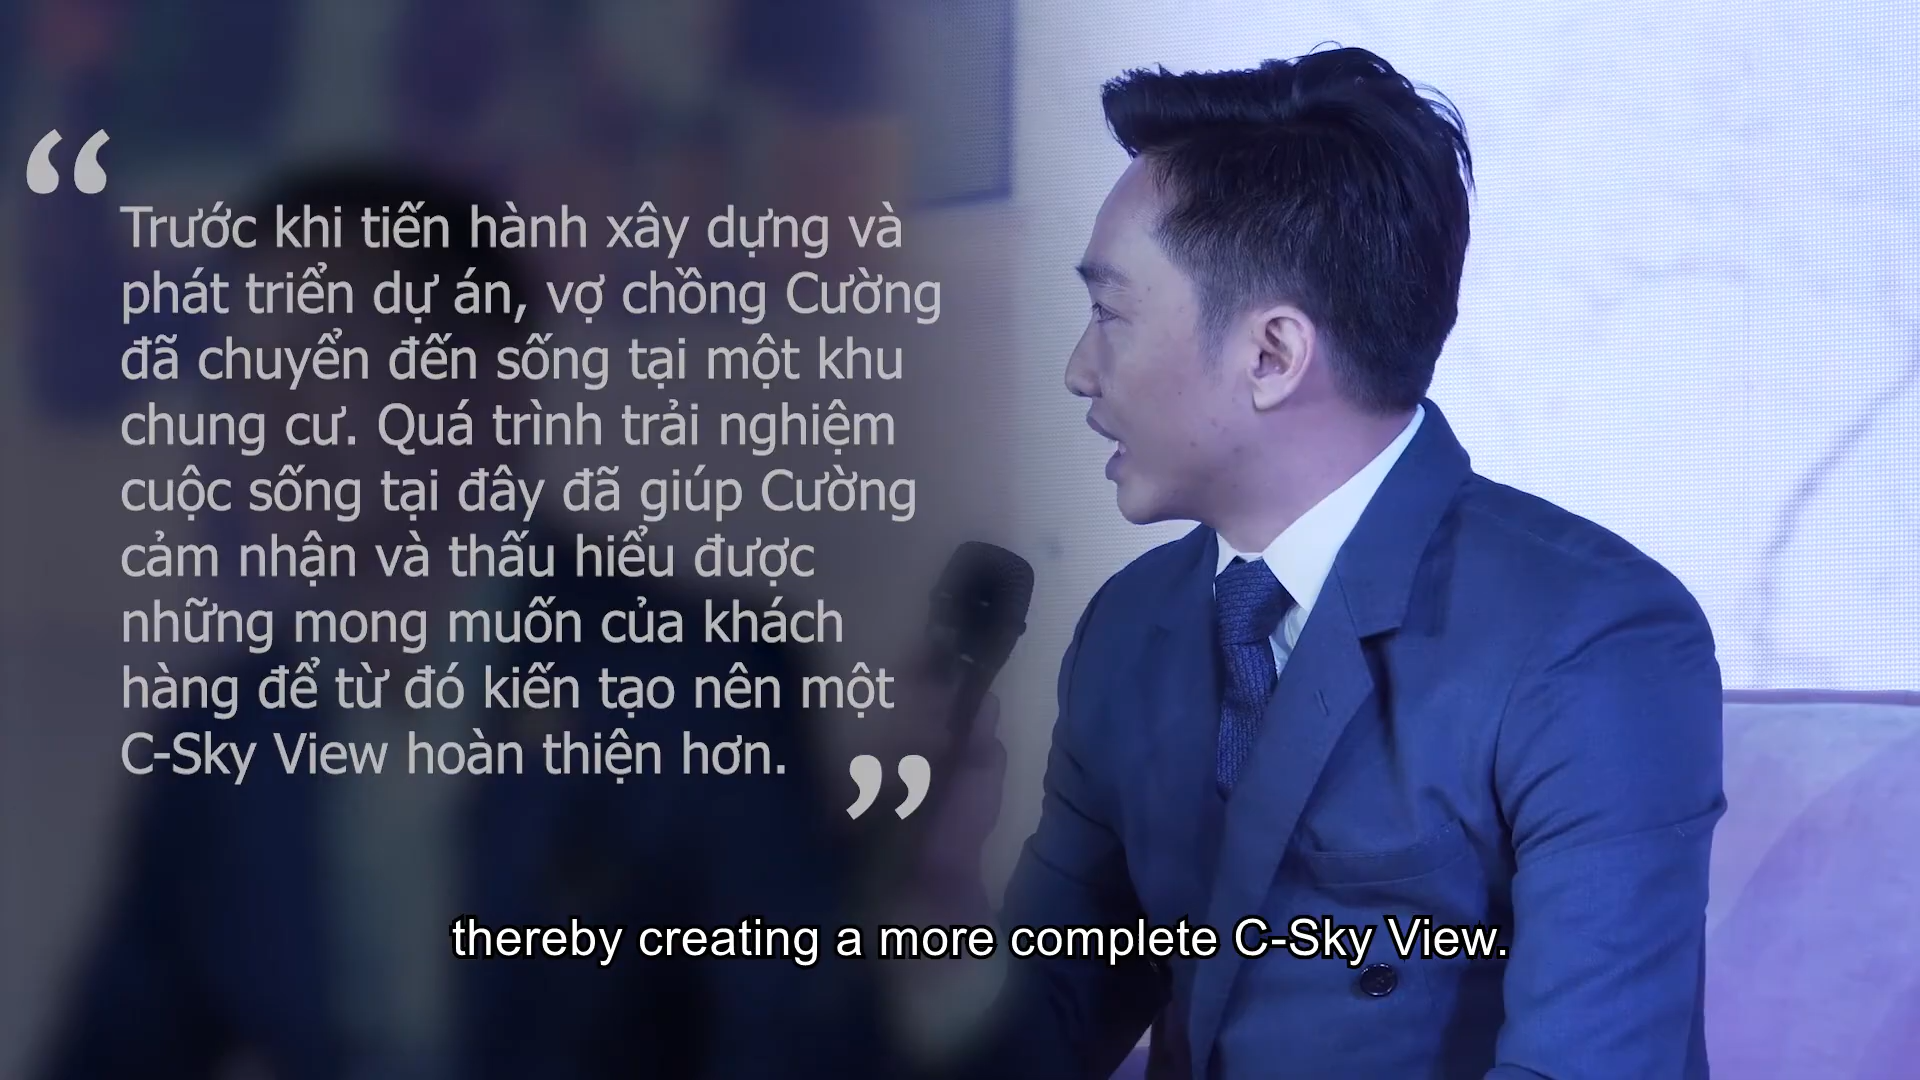 “
Trước khi tiến hành xây dựng và
phát triển dự án, vợ chồng Cường
đã chuyển đến sống tại một khu
chung cư. Quá trình trải nghiệm
cuộc sống tại đây đã giúp Cường
cảm nhận và thấu hiểu được
những mong muốn của khách
hàng để từ đó kiến tạo nên một
C-Sky View hoàn thiện hơn.
”
thereby creating a more complete C-Sky View.